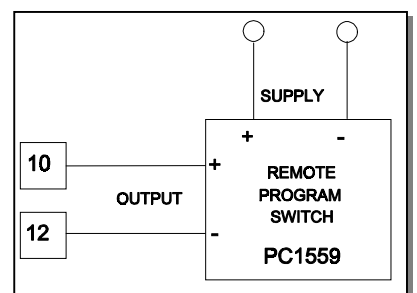 SUPPLY
+ -
10
+
REMOTE
PROGRAM
SWITCH
OUTPUT
12
-
PC1559